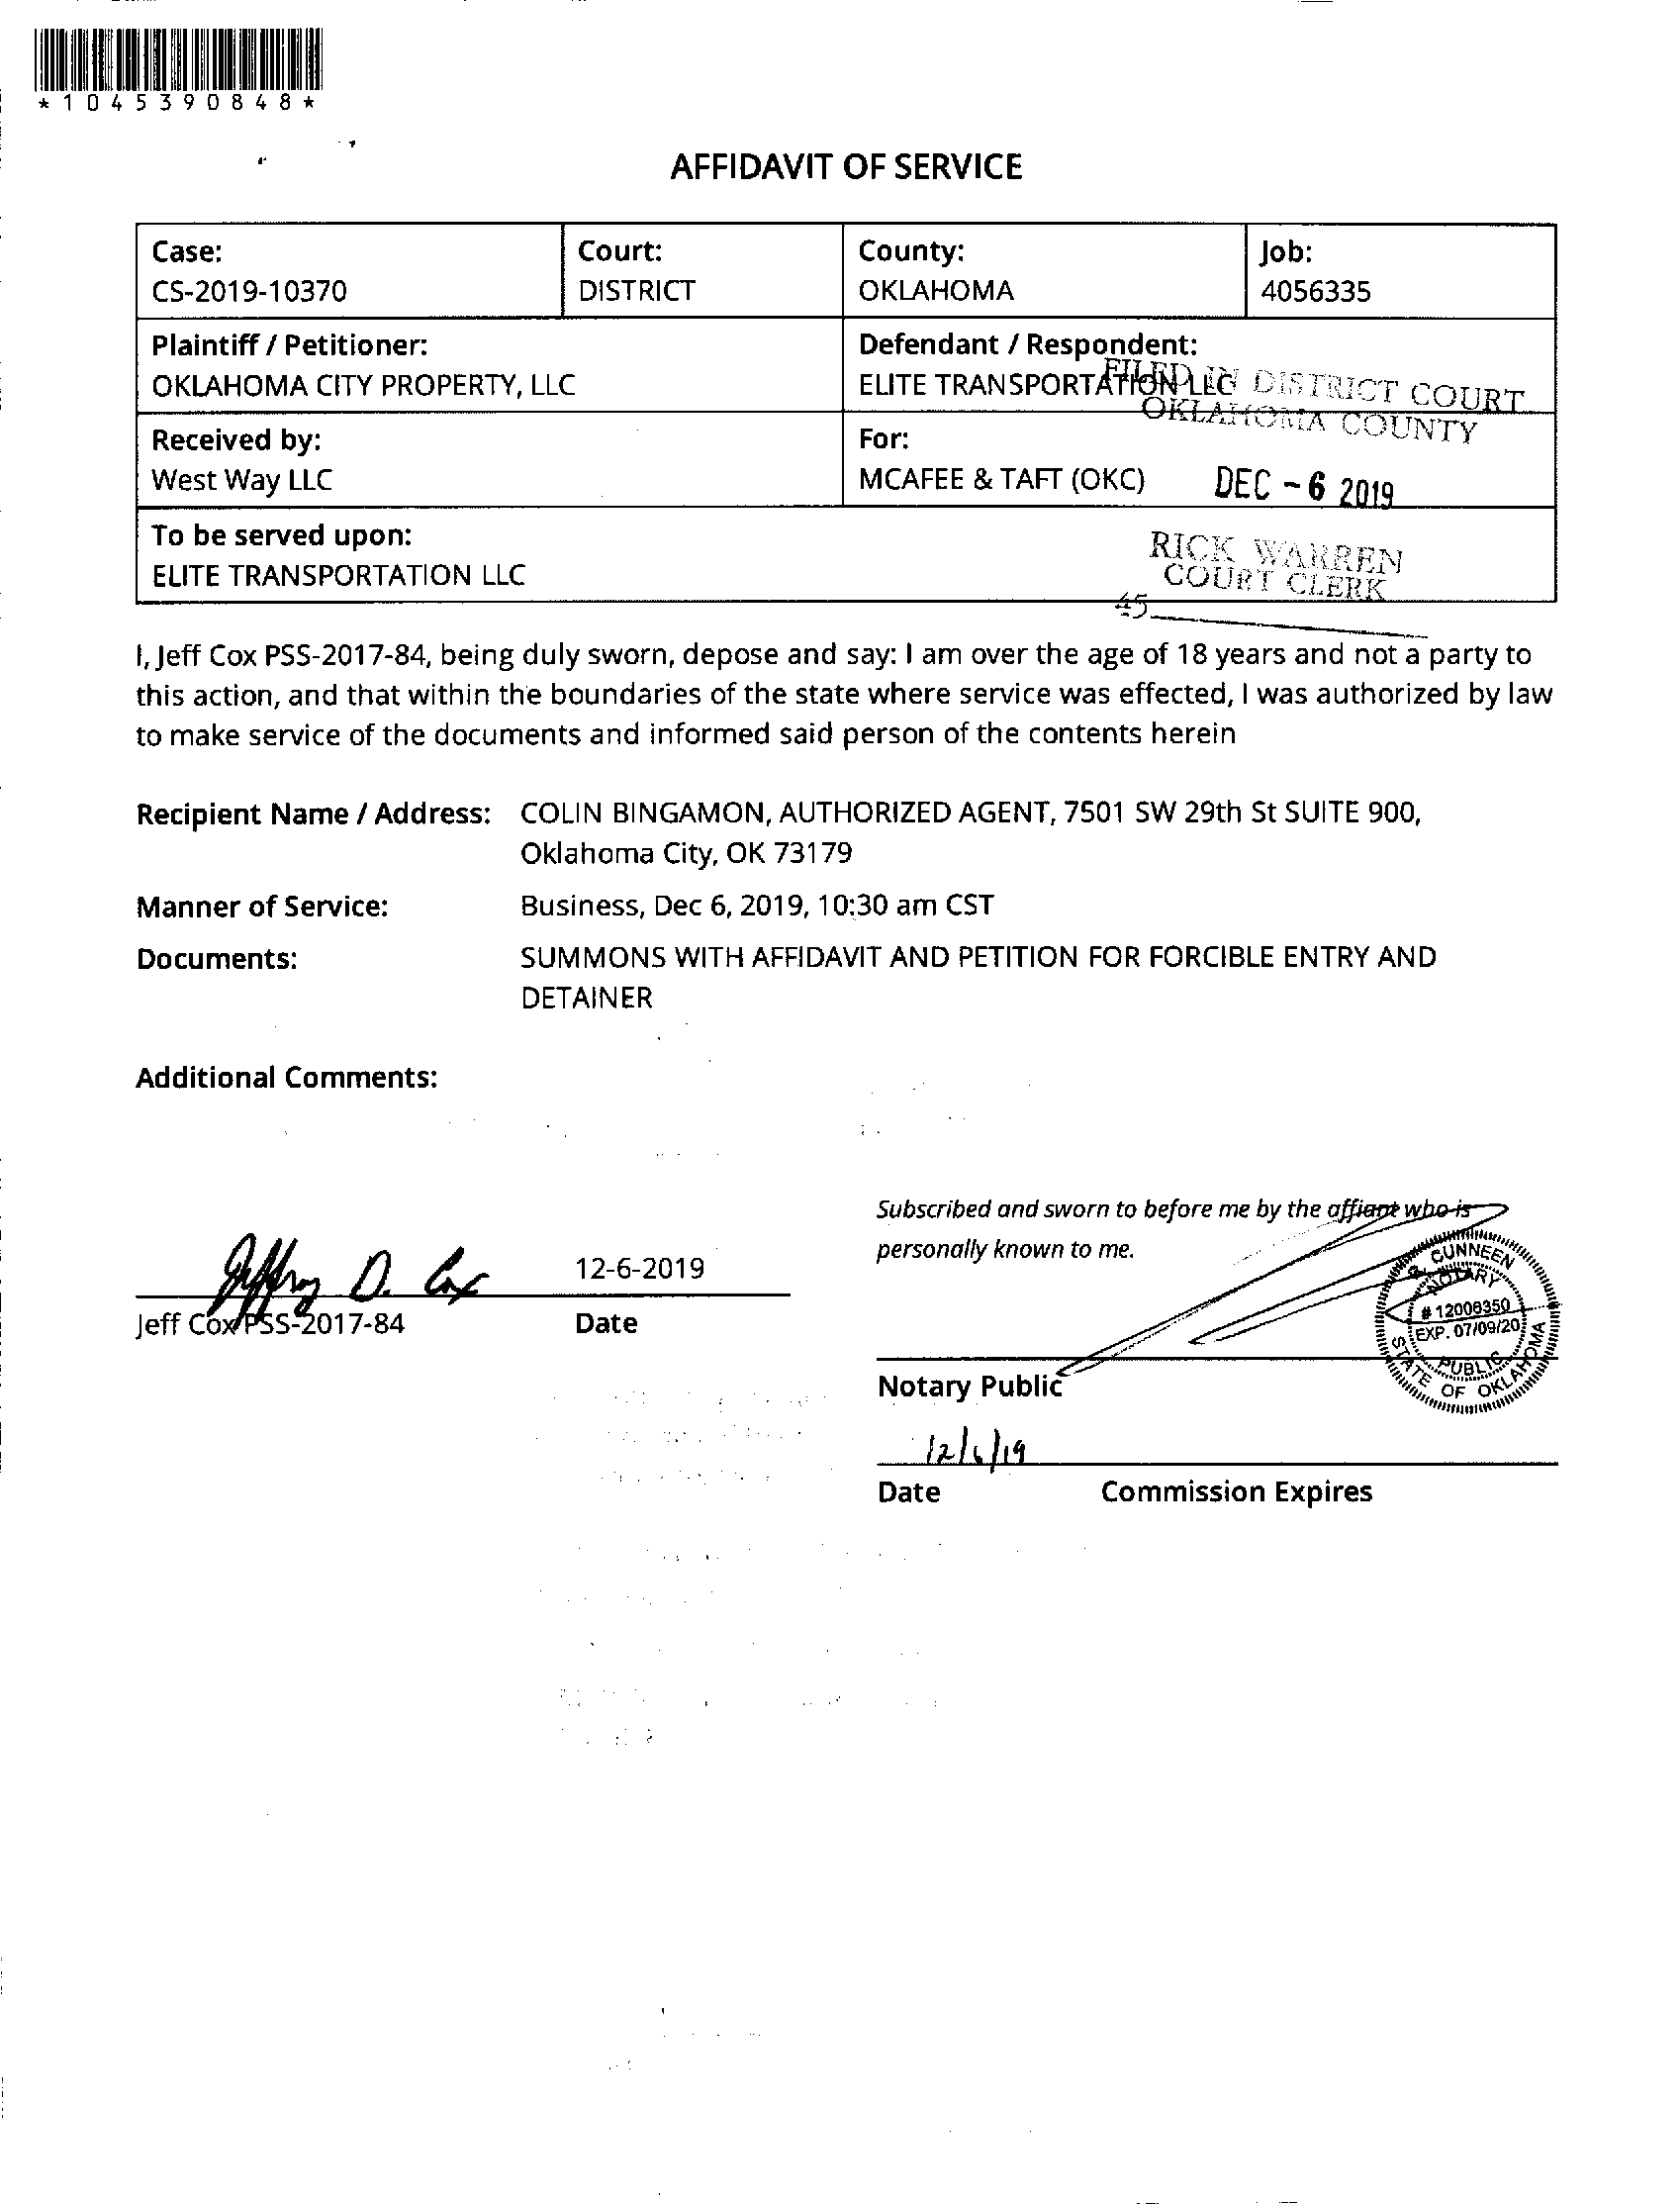 *1045390848*
AFFIDAVIT OF SERVICE
Case:
CS-2019-10370
Court:
DISTRICT
County:
OKLAHOMA
Job:
4056335
Plaintiff / Petitioner:
OKLAHOMA CITY PROPERTY, LLC
Defendant / Respondent:
ELITE TRANSPORTATION LLC
FILED IN DISTRICT COURT
OKLAHOMA COUNTY
Received by:
West Way LLC
For:
MCAFEE & TAFT (OKC)
DEC - 6 2019
To be served upon:
ELITE TRANSPORTATION LLC
RICK WARREN
COURT CLERK
45
I, Jeff Cox PSS-2017-84, being duly sworn, depose and say: I am over the age of 18 years and not a party to
this action, and that within the boundaries of the state where service was effected, I was authorized by law
to make service of the documents and informed said person of the contents herein
Recipient Name / Address: COLIN BINGAMON, AUTHORIZED AGENT, 7501 SW 29th St SUITE 900,
Oklahoma City, OK 73179
Manner of Service: Business, Dec 6, 2019, 10:30 am CST
Documents: SUMMONS WITH AFFIDAVIT AND PETITION FOR FORCIBLE ENTRY AND
DETAINER
Additional Comments:
Jeffrey D. Cox
12-6-2019
Jeff Cox PSS-2017-84
Date
Subscribed and sworn to before me by the affiant who is
personally known to me.
CUNNEEN
NOTARY
# 12006350
EXP. 07/09/20
PUBLIC
STATE OF OKLAHOMA
Notary Public
12/6/19
Date
Commission Expires